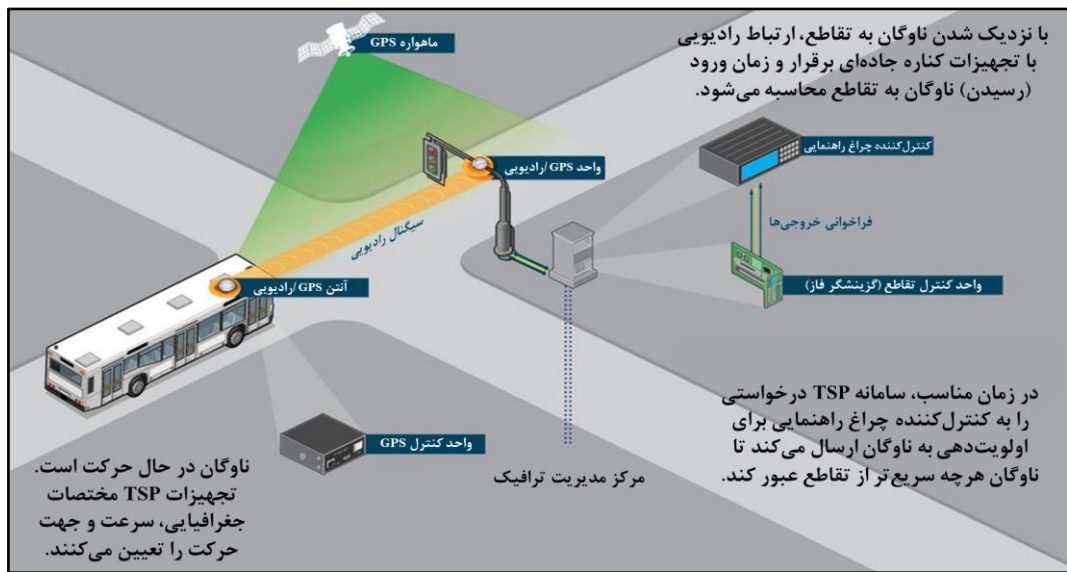 ماهواره GPS
با نزدیک شدن ناوگان به تقاطع، ارتباط رادیویی
با تجهیزات کناره جاده‌ای برقرار و زمان ورود
(رسیدن) ناوگان به تقاطع محاسبه می‌شود.
کنترل‌کننده چراغ راهنمایی
واحد GPS/رادیویی
فراخوانی خروجی‌ها
سیگنال رادیویی
واحد کنترل تقاطع (گزینشگر فاز)
آنتن GPS/رادیویی
در زمان مناسب، سامانه TSP درخواستی
را به کنترل‌کننده چراغ راهنمایی برای
اولویت‌دهی به ناوگان ارسال می‌کند تا
ناوگان هرچه سریع‌تر از تقاطع عبور کند.
واحد کنترل GPS
مرکز مدیریت ترافیک
ناوگان در حال حرکت است.
تجهیزات TSP مختصات
جغرافیایی، سرعت و جهت
حرکت را تعیین می‌کنند.